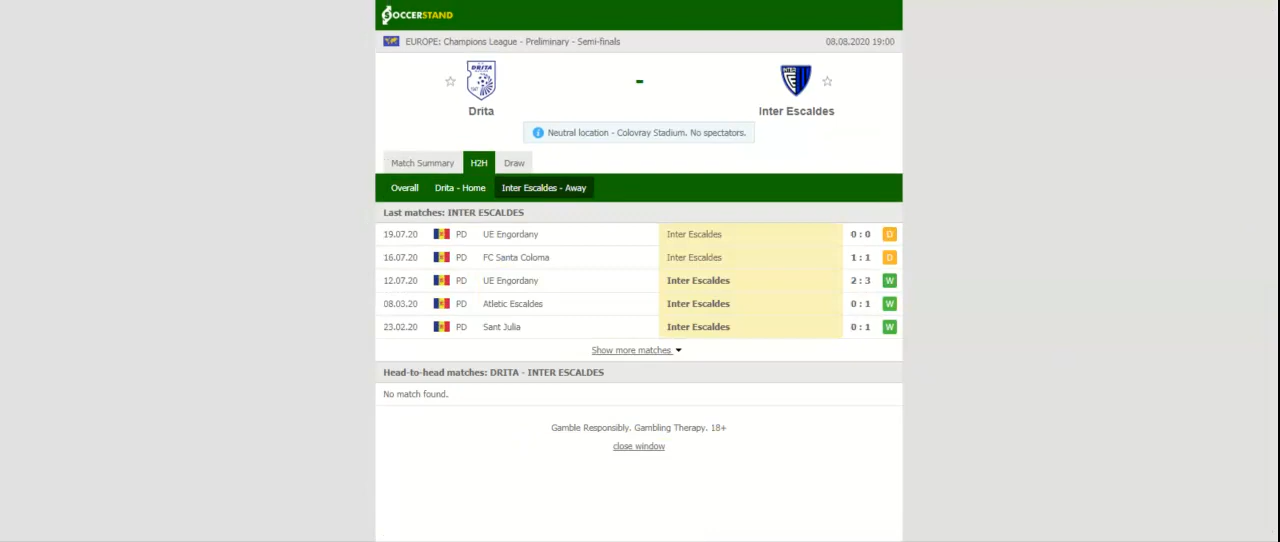 SOCCERSTAND
EUROPE: Champions League - Preliminary - Semi-finals 08.08.2020 19:00
DRITA INTER
Drita - Inter Escaldes
Neutral location - Colovray Stadium. No spectators.
Match Summary H2H Draw
Overall Drita - Home Inter Escaldes - Away
Last matches: INTER ESCALDES
19.07.20 PD UE Engordany Inter Escaldes 0 : 0 D
16.07.20 PD FC Santa Coloma Inter Escaldes 1 : 1 D
12.07.20 PD UE Engordany Inter Escaldes 2 : 3 W
08.03.20 PD Atletic Escaldes Inter Escaldes 0 : 1 W
23.02.20 PD Sant Julia Inter Escaldes 0 : 1 W
Show more matches
Head-to-head matches: DRITA - INTER ESCALDES
No match found.
Gamble Responsibly. Gambling Therapy. 18+
close window